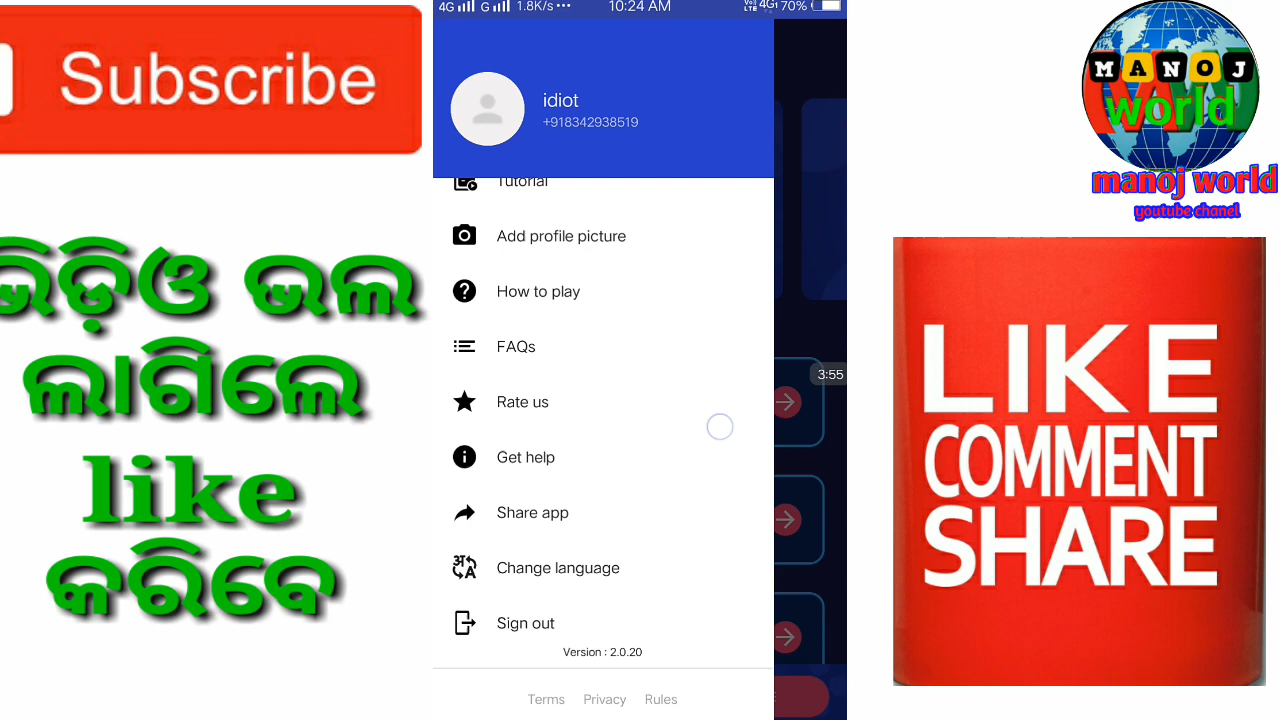 Subscribe
ଭିଡ଼ିଓ ଭଲ
ଲାଗିଲେ
like
କରିବେ
4G G 1.8K/s ••• 10:24 AM 4G 70%
idiot
+918342938519
Tutorial
Add profile picture
How to play
FAQs
Rate us
Get help
Share app
Change language
Sign out
Version : 2.0.20
Terms Privacy Rules
3:55
MANOJ
world
manoj world
youtube chanel
LIKE
COMMENT
SHARE